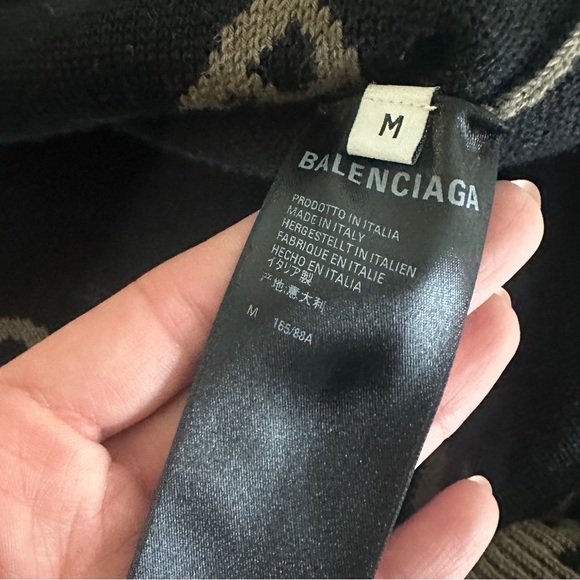 M
BALENCIAGA
PRODOTTO IN ITALIA
MADE IN ITALY
HERGESTELLT IN ITALIEN
FABRIQUE EN ITALIE
HECHO EN ITALIA
イタリア製
产地:意大利
M 165/88A